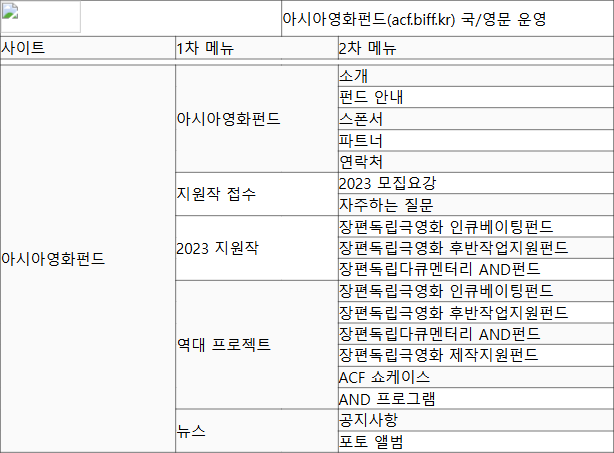 아시아영화펀드(acf.biff.kr) 국/영문 운영
사이트 1차 메뉴 2차 메뉴
아시아영화펀드
아시아영화펀드
소개
펀드 안내
스폰서
파트너
연락처
지원작 접수
2023 모집요강
자주하는 질문
2023 지원작
장편독립극영화 인큐베이팅펀드
장편독립극영화 후반작업지원펀드
장편독립다큐멘터리 AND펀드
역대 프로젝트
장편독립극영화 인큐베이팅펀드
장편독립극영화 후반작업지원펀드
장편독립다큐멘터리 AND펀드
장편독립극영화 제작지원펀드
ACF 쇼케이스
AND 프로그램
뉴스
공지사항
포토 앨범